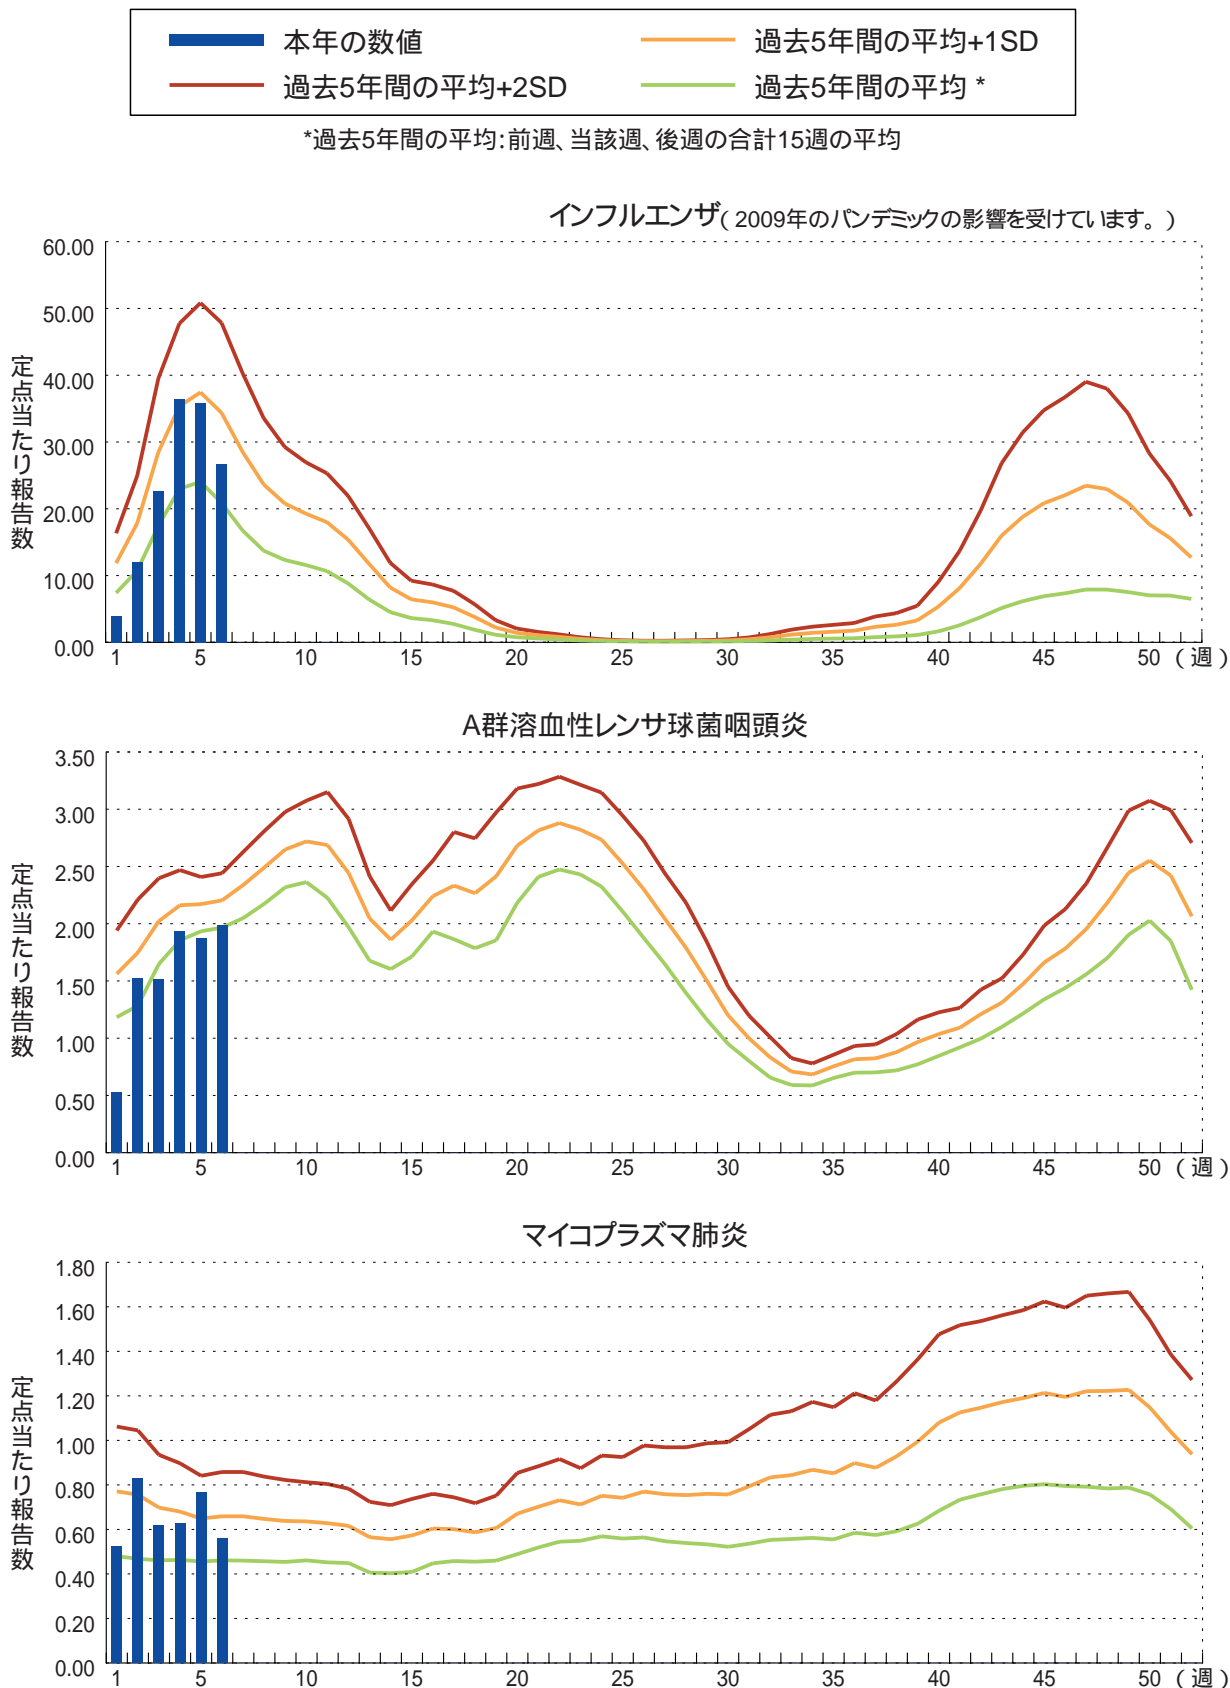 本年の数値
過去5年間の平均+1SD
過去5年間の平均+2SD
過去5年間の平均 *
*過去5年間の平均:前週、当該週、後週の合計15週の平均
インフルエンザ( 2009年のパンデミックの影響を受けています。 )
定点当たり報告数
60.00
50.00
40.00
30.00
20.00
10.00
0.00
1 5 10 15 20 25 30 35 40 45 50 (週)
A群溶血性レンサ球菌咽頭炎
定点当たり報告数
3.50
3.00
2.50
2.00
1.50
1.00
0.50
0.00
1 5 10 15 20 25 30 35 40 45 50 (週)
マイコプラズマ肺炎
定点当たり報告数
1.80
1.60
1.40
1.20
1.00
0.80
0.60
0.40
0.20
0.00
1 5 10 15 20 25 30 35 40 45 50 (週)